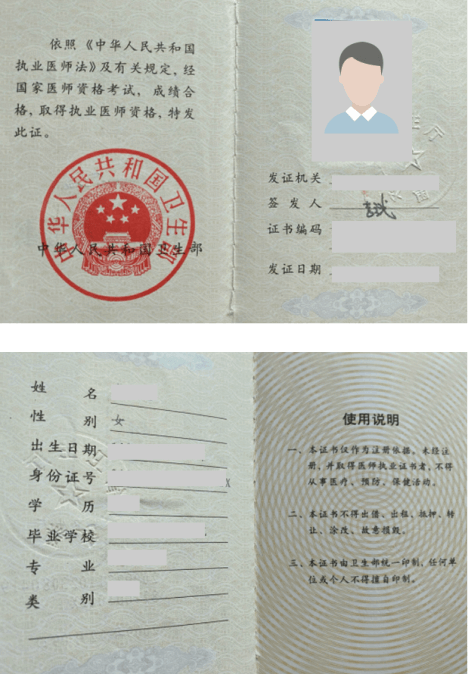 依照《中华人民共和国
执业医师法》及有关规定,经
国家医师资格考试,成绩合
格,取得执业医师资格,特发
此证。
中华人民共和国卫生部
中华人民共和国卫生部
发证机关
签发人
证书编码
发证日期
姓名
性别 女
出生日期
身份证号 X
学历
毕业学校
专业
类别
使用说明
一、本证书仅作为注册依据。未经注
册,并取得医师执业证书者,不得
从事医疗、预防、保健活动。
二、本证书不得出借、出租、抵押、转
让、涂改、故意损毁。
三、本证书由卫生部统一印制,任何单
位或个人不得擅自印制。